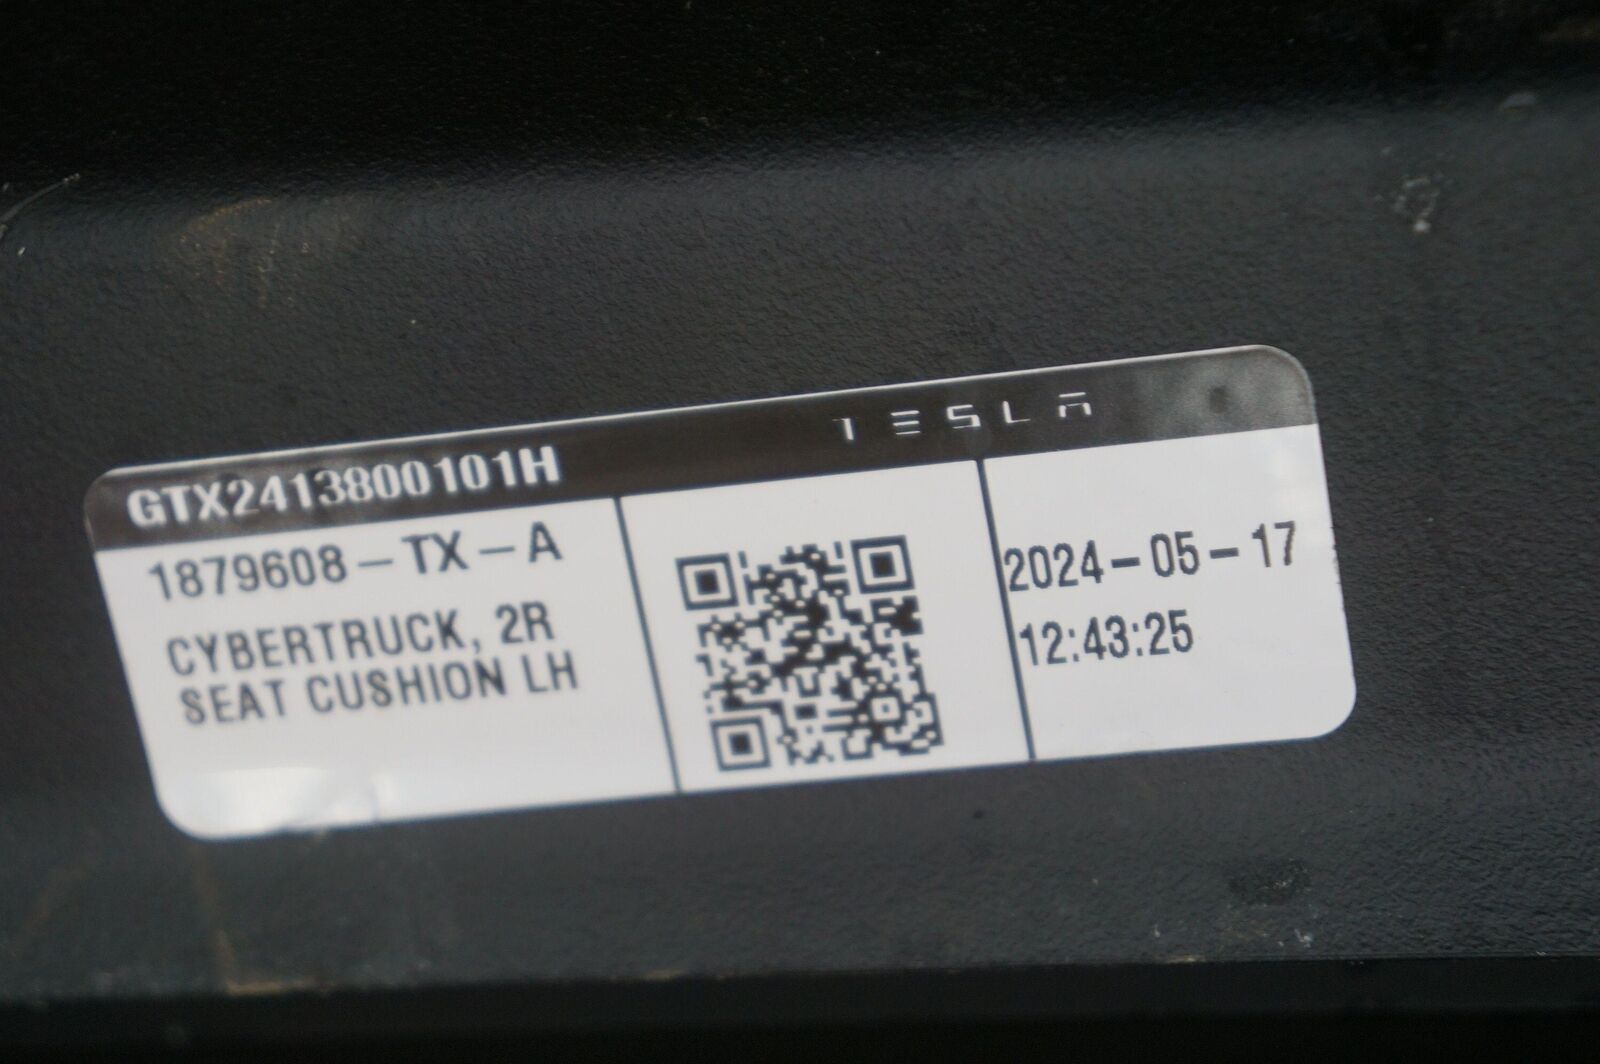 TESLA
GTX2413800101H
1879608-TX-A
CYBERTRUCK, 2R
SEAT CUSHION LH
2024-05-17
12:43:25